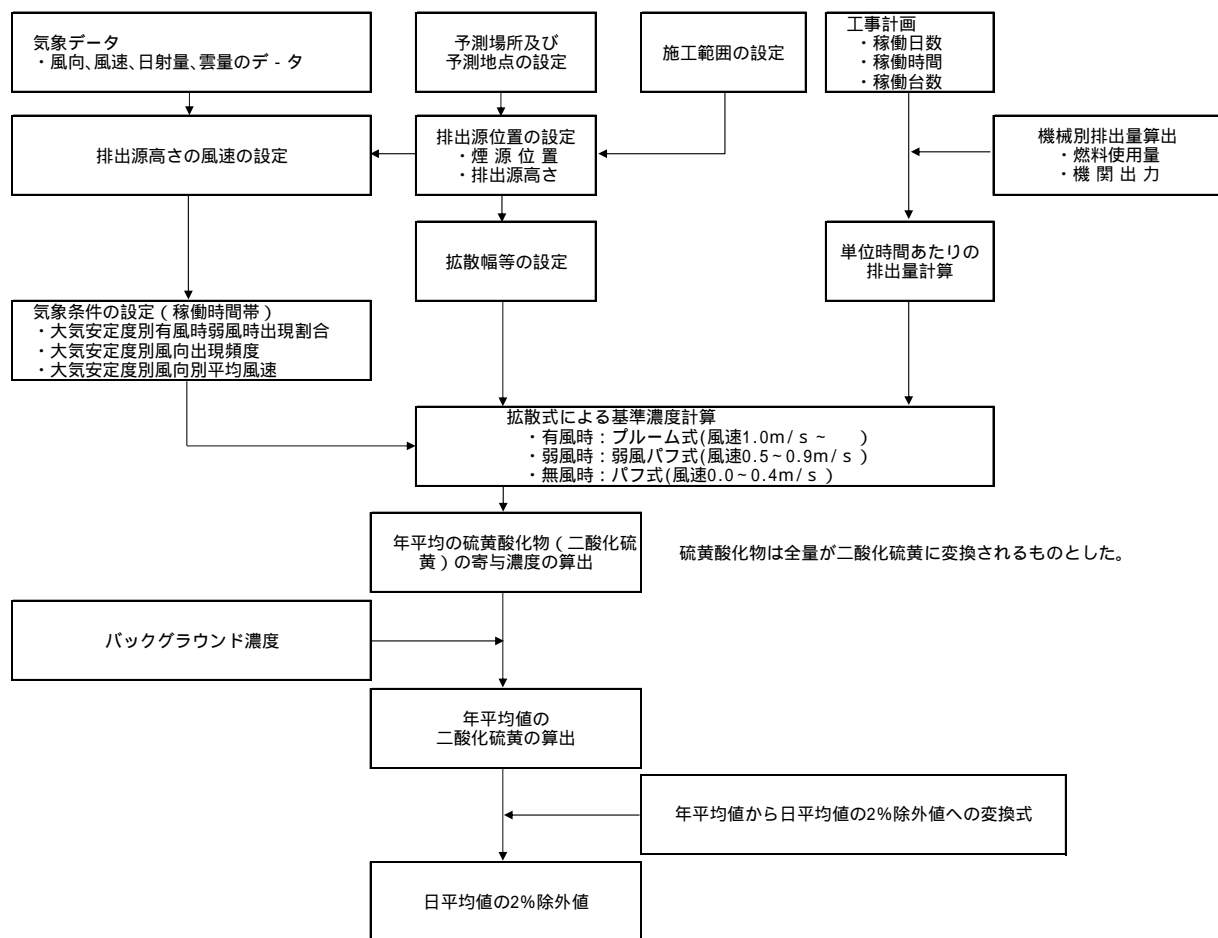 気象データ
・風向、風速、日射量、雲量のデ - タ
予測場所及び
予測地点の設定
施工範囲の設定
工事計画
・稼働日数
・稼働時間
・稼働台数
排出源高さの風速の設定
排出源位置の設定
・煙 源 位 置
・排出源高さ
機械別排出量算出
・燃料使用量
・機 関 出 力
拡散幅等の設定
単位時間あたりの
排出量計算
気象条件の設定 ( 稼働時間帯 )
・大気安定度別有風時弱風時出現割合
・大気安定度別風向出現頻度
・大気安定度別風向別平均風速
拡散式による基準濃度計算
・有風時 : プルーム式(風速1.0m/ s ~ )
・弱風時 : 弱風パフ式(風速0.5~0.9m/ s )
・無風時 : パフ式(風速0.0~0.4m/ s )
年平均の硫黄酸化物 ( 二酸化硫
黄 ) の寄与濃度の算出
硫黄酸化物は全量が二酸化硫黄に変換されるものとした。
バックグラウンド濃度
年平均値の
二酸化硫黄の算出
年平均値から日平均値の2%除外値への変換式
日平均値の2%除外値